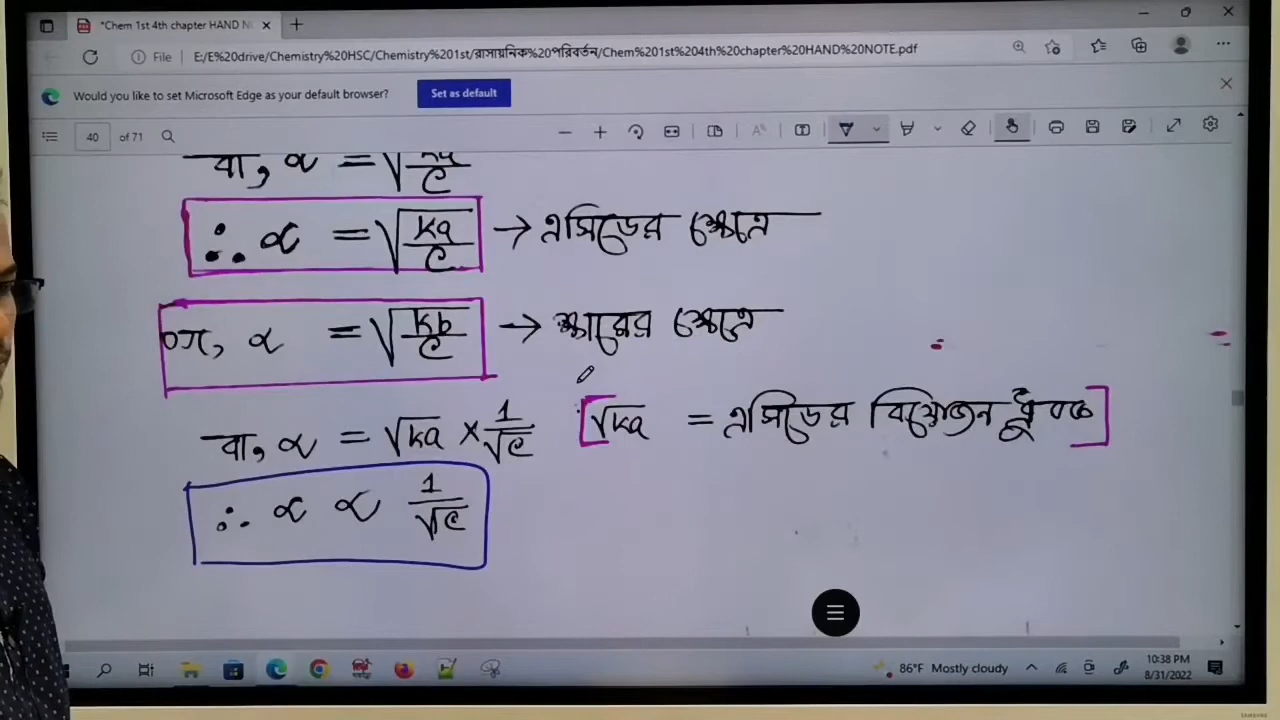 *Chem 1st 4th chapter HAND N
File E:/E%20drive/Chemistry%20HSC/Chemistry%201st/রাসায়নিক%20পরিবর্তন/Chem%201st%204th%20chapter%20HAND%20NOTE.pdf
Would you like to set Microsoft Edge as your default browser? Set as default
40 of 71
বা, α = √
∴ α = √ka/c → এসিডের ক্ষেত্রে
α = √kb/c → ক্ষারের ক্ষেত্রে
বা, α = √ka × 1/√c [√ka = এসিডের বিয়োজন ধ্রুবক]
∴ α ∝ 1/√c
86°F Mostly cloudy
10:38 PM
8/31/2022